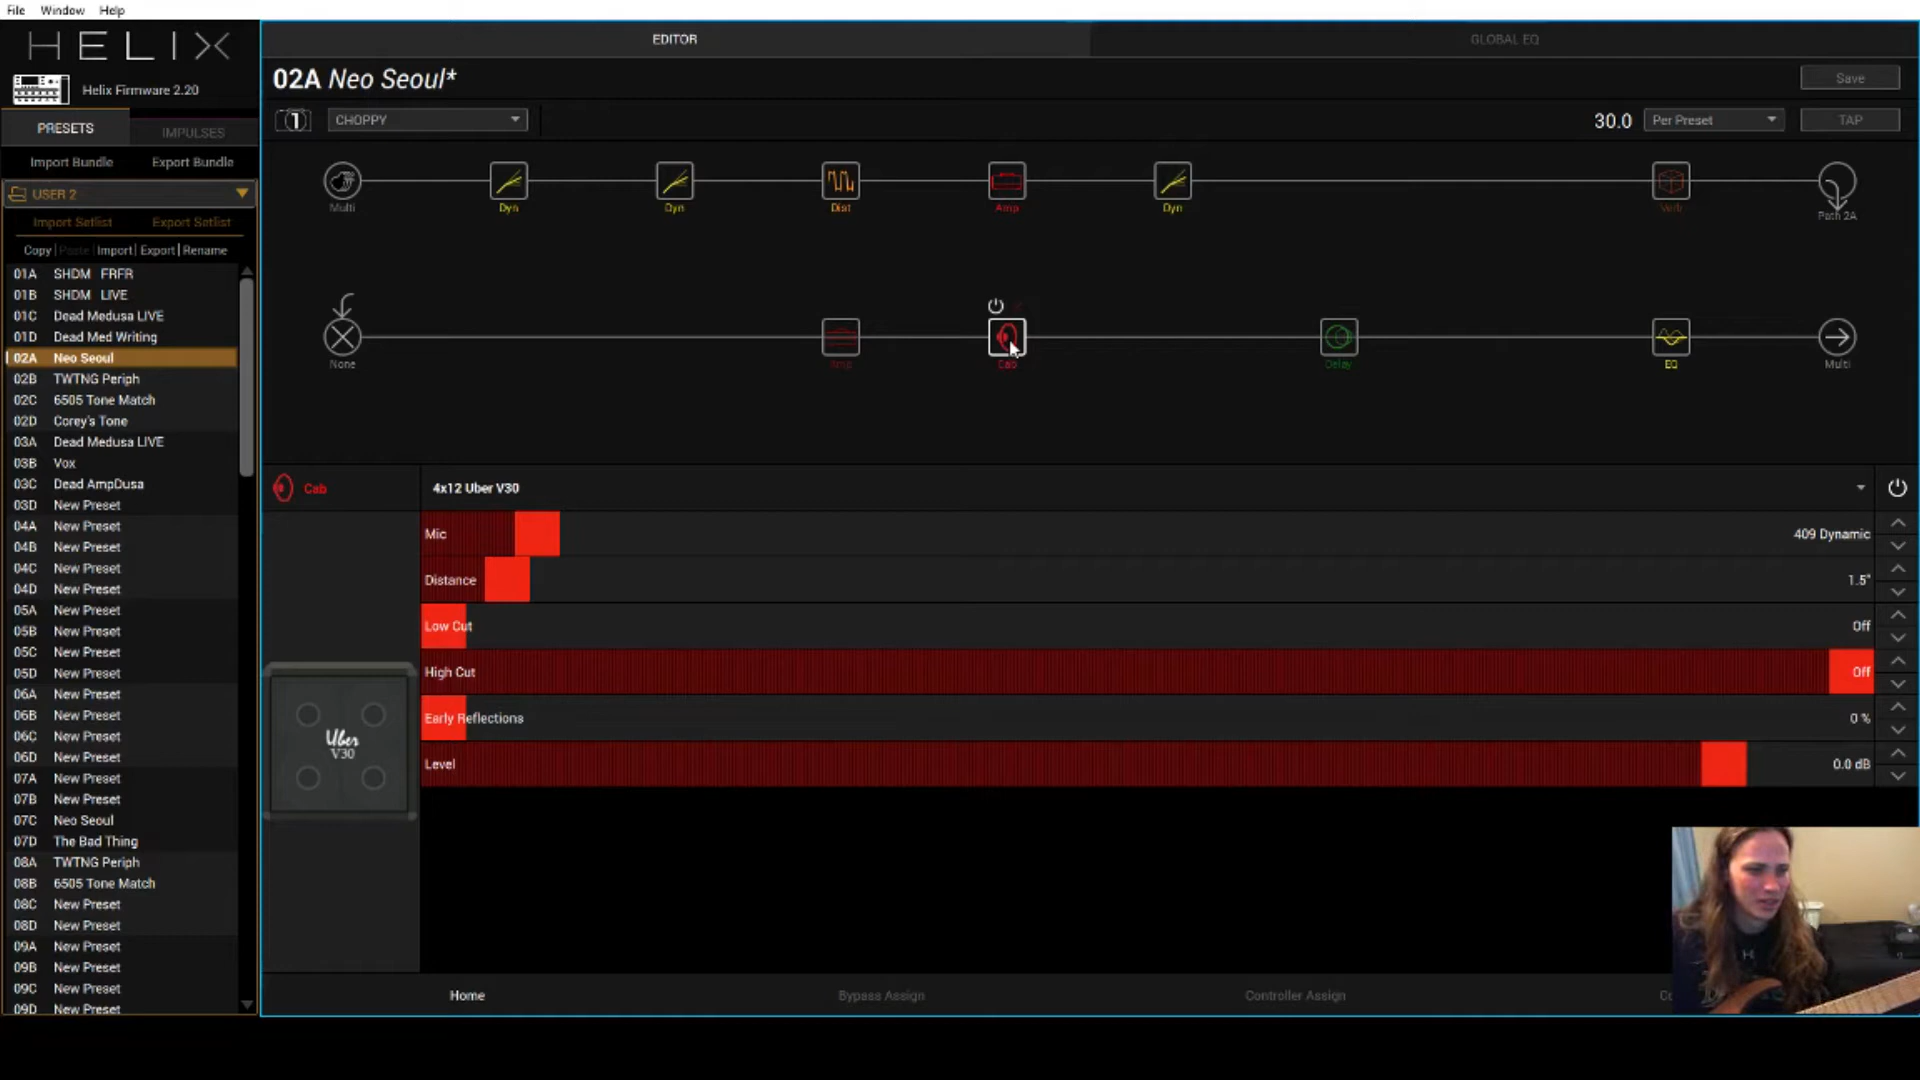 File Window Help
HELIX
Helix Firmware 2.20
PRESETS IMPULSES
Import Bundle Export Bundle
USER 2
Import Setlist Export Setlist
Copy | Paste | Import | Export | Rename
01A SHDM FRFR
01B SHDM LIVE
01C Dead Medusa LIVE
01D Dead Med Writing
02A Neo Seoul
02B TWTNG Periph
02C 6505 Tone Match
02D Corey's Tone
03A Dead Medusa LIVE
03B Vox
03C Dead AmpDusa
03D New Preset
04A New Preset
04B New Preset
04C New Preset
04D New Preset
05A New Preset
05B New Preset
05C New Preset
05D New Preset
06A New Preset
06B New Preset
06C New Preset
06D New Preset
07A New Preset
07B New Preset
07C Neo Seoul
07D The Bad Thing
08A TWTNG Periph
08B 6505 Tone Match
08C New Preset
08D New Preset
09A New Preset
09B New Preset
09C New Preset
09D New Preset
EDITOR GLOBAL EQ
02A Neo Seoul* Save
1 CHOPPY 30.0 Per Preset TAP
Multi Dyn Dyn Dist Amp Dyn Verb Path 2A
None Amp Cab Delay EQ Multi
Cab 4x12 Uber V30
Mic 409 Dynamic
Distance 1.5"
Low Cut Off
High Cut Off
Early Reflections 0 %
Level 0.0 dB
Uber
V30
Home Bypass Assign Controller Assign